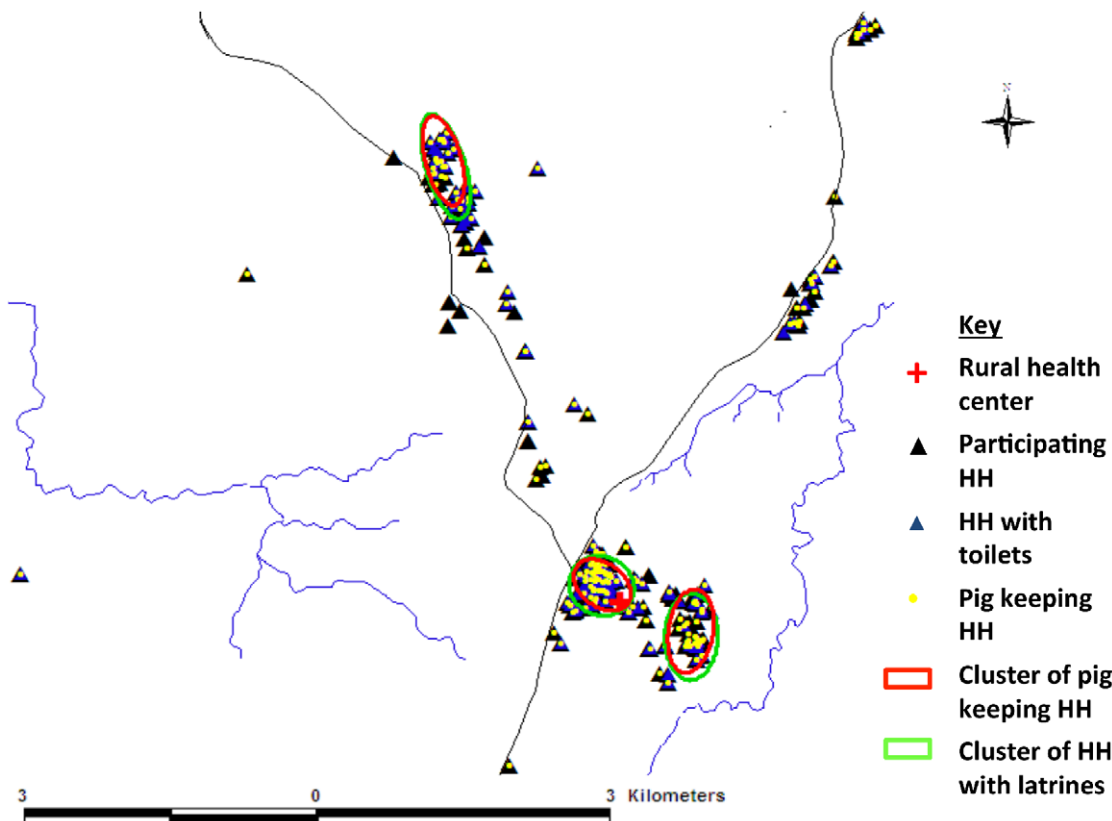 N
Key
Rural health
center
Participating
HH
HH with
toilets
Pig keeping
HH
Cluster of pig
keeping HH
Cluster of HH
with latrines
3 0 3 Kilometers